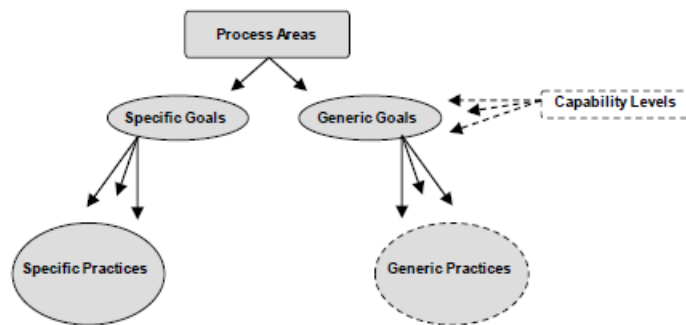 Process Areas
Specific Goals
Generic Goals
Capability Levels
Specific Practices
Generic Practices